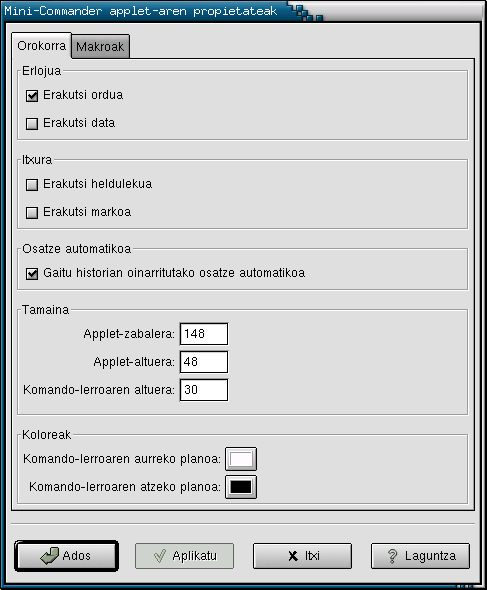 Mini-Commander applet-aren propietateak
Orokorra Makroak
Erlojua
Erakutsi ordua
Erakutsi data
Itxura
Erakutsi heldulekua
Erakutsi markoa
Osatze automatikoa
Gaitu historian oinarritutako osatze automatikoa
Tamaina
Applet-zabalera: 148
Applet-altuera: 48
Komando-lerroaren altuera: 30
Koloreak
Komando-lerroaren aurreko planoa:
Komando-lerroaren atzeko planoa:
Ados Aplikatu Itxi Laguntza